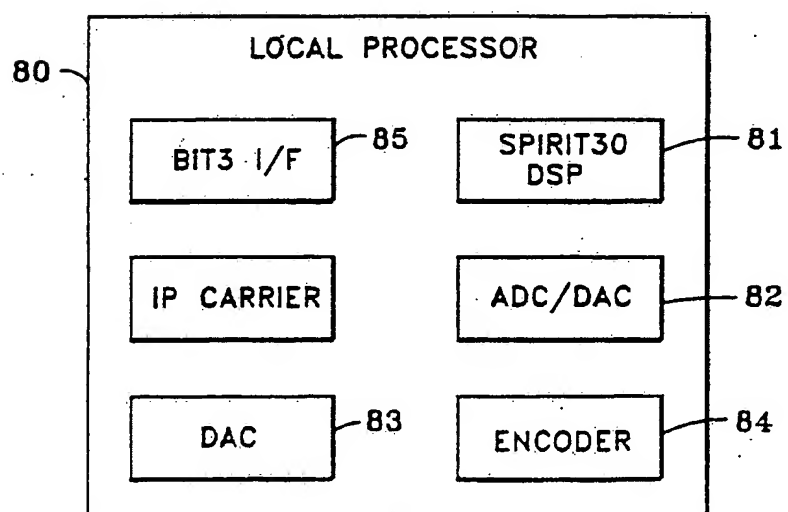 LOCAL PROCESSOR
80
BIT3 I/F
85
SPIRIT30
DSP
81
IP CARRIER
ADC/DAC
82
DAC
83
ENCODER
84